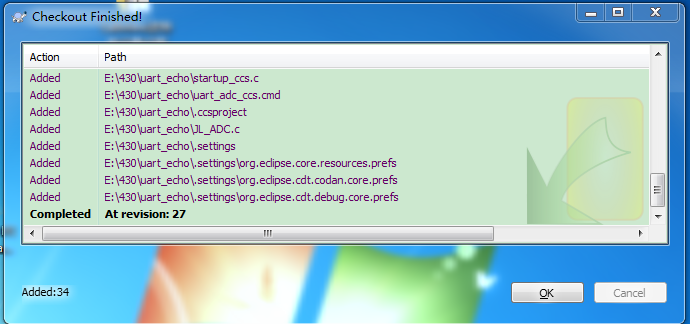 Checkout Finished!
Action Path
Added E:\430\uart_echo\startup_ccs.c
Added E:\430\uart_echo\uart_adc_ccs.cmd
Added E:\430\uart_echo\.ccsproject
Added E:\430\uart_echo\JL_ADC.c
Added E:\430\uart_echo\.settings
Added E:\430\uart_echo\.settings\org.eclipse.core.resources.prefs
Added E:\430\uart_echo\.settings\org.eclipse.cdt.codan.core.prefs
Added E:\430\uart_echo\.settings\org.eclipse.cdt.debug.core.prefs
Completed At revision: 27
Added:34
OK Cancel